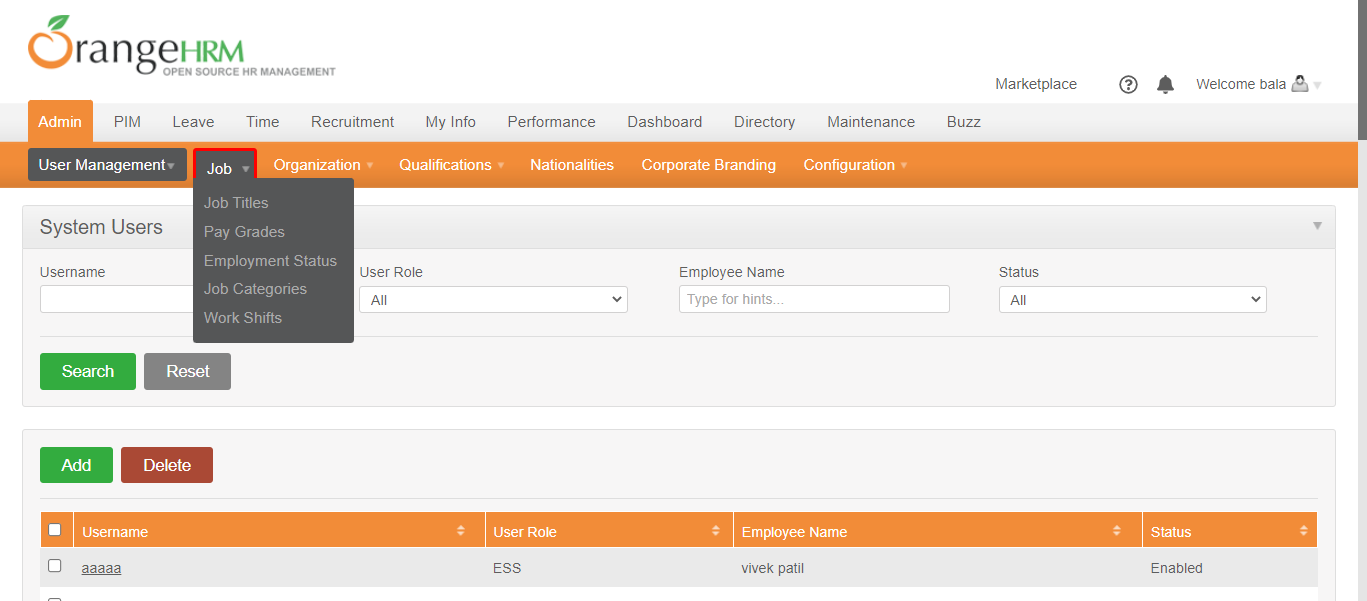 OrangeHRM
OPEN SOURCE HR MANAGEMENT
Marketplace ? Welcome bala
Admin PIM Leave Time Recruitment My Info Performance Dashboard Directory Maintenance Buzz
User Management Job Organization Qualifications Nationalities Corporate Branding Configuration
Job Titles
Pay Grades
Employment Status
Job Categories
Work Shifts
System Users
Username User Role Employee Name Status
All Type for hints... All
Search Reset
Add Delete
Username User Role Employee Name Status
aaaaa ESS vivek patil Enabled